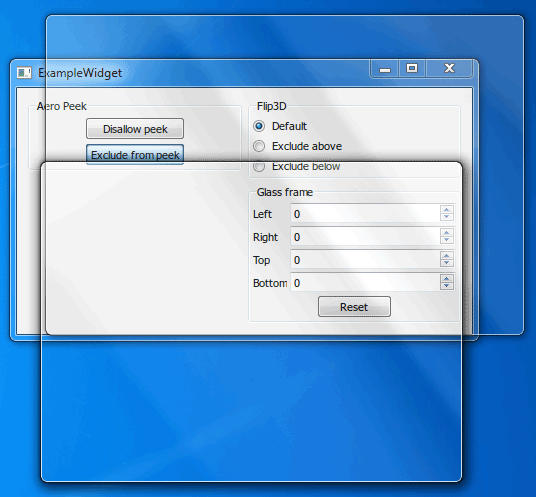 ExampleWidget
Aero Peek
Disallow peek
Exclude from peek
Flip3D
Default
Exclude above
Exclude below
Glass frame
Left 0
Right 0
Top 0
Bottom 0
Reset